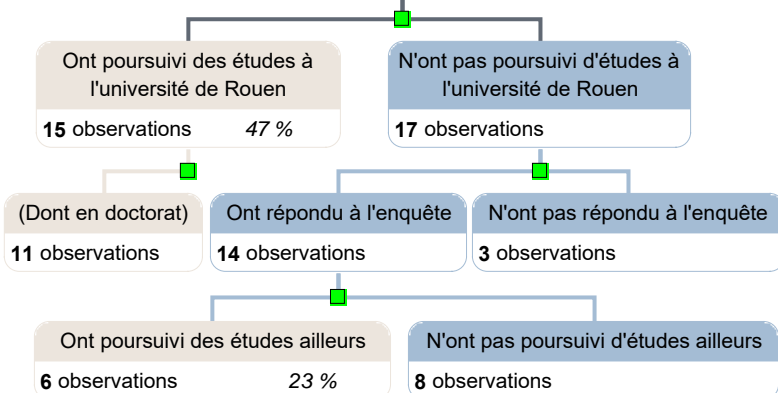 Ont poursuivi des études à
l'université de Rouen
15 observations 47 %
N'ont pas poursuivi d'études à
l'université de Rouen
17 observations
(Dont en doctorat)
11 observations
Ont répondu à l'enquête
14 observations
N'ont pas répondu à l'enquête
3 observations
Ont poursuivi des études ailleurs
6 observations 23 %
N'ont pas poursuivi d'études ailleurs
8 observations